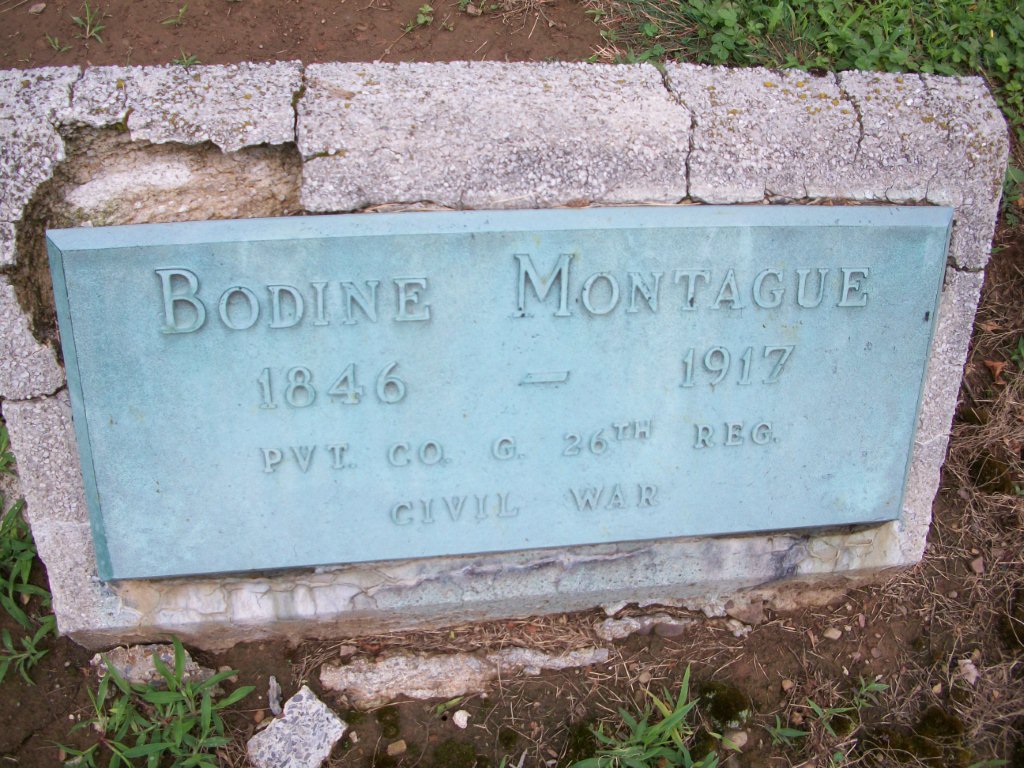 BODINE MONTAGUE
1846 — 1917
PVT. CO. G. 26TH REG.
CIVIL WAR